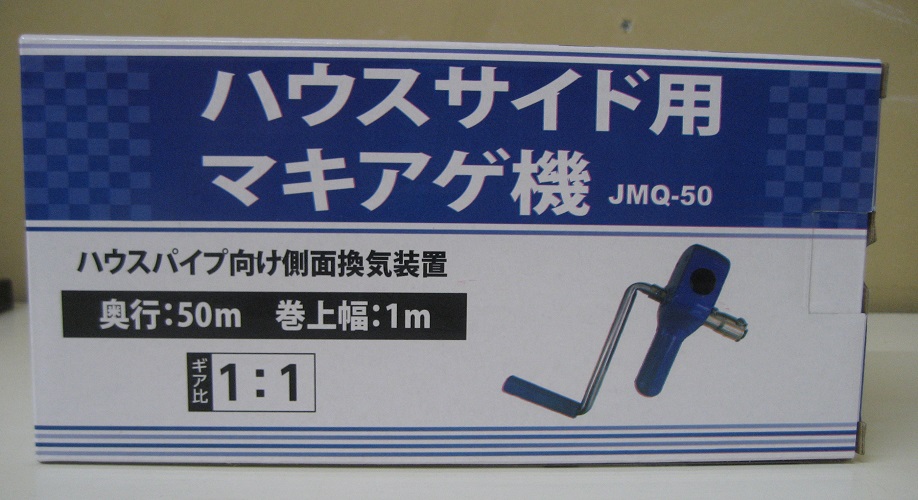 ハウスサイド用
マキアゲ機 JMQ-50
ハウスパイプ向け側面換気装置
奥行:50m 巻上幅:1m
ギア比 1:1